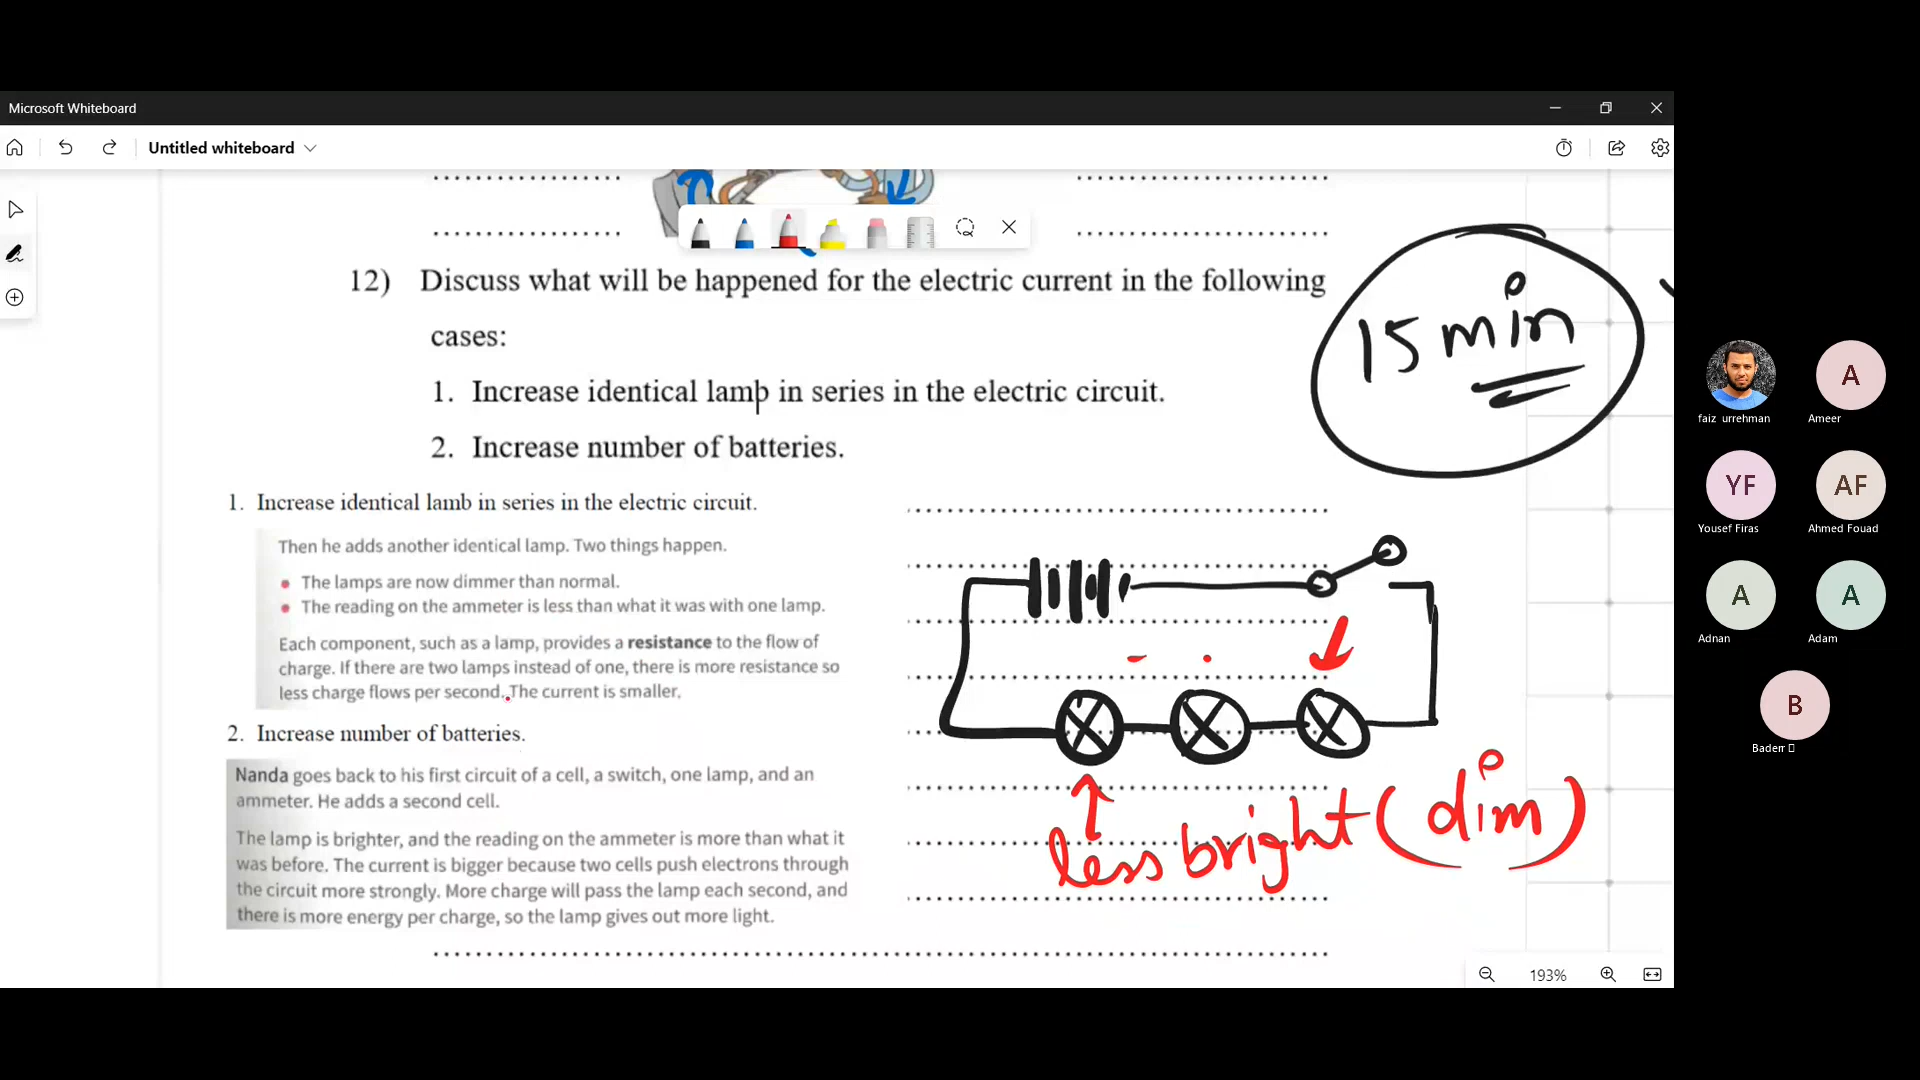 Microsoft Whiteboard
Untitled whiteboard
12) Discuss what will be happened for the electric current in the following
cases:
1. Increase identical lamb in series in the electric circuit.
2. Increase number of batteries.
15 min
1. Increase identical lamb in series in the electric circuit.
Then he adds another identical lamp. Two things happen.
• The lamps are now dimmer than normal.
• The reading on the ammeter is less than what it was with one lamp.
Each component, such as a lamp, provides a resistance to the flow of
charge. If there are two lamps instead of one, there is more resistance so
less charge flows per second. The current is smaller.
2. Increase number of batteries.
Nanda goes back to his first circuit of a cell, a switch, one lamp, and an
ammeter. He adds a second cell.
The lamp is brighter, and the reading on the ammeter is more than what it
was before. The current is bigger because two cells push electrons through
the circuit more strongly. More charge will pass the lamp each second, and
there is more energy per charge, so the lamp gives out more light.
less bright (dim)
193%
faiz urrehman
A
Ameer
YF
Yousef Firas
AF
Ahmed Fouad
A
Adnan
A
Adam
B
Baderr